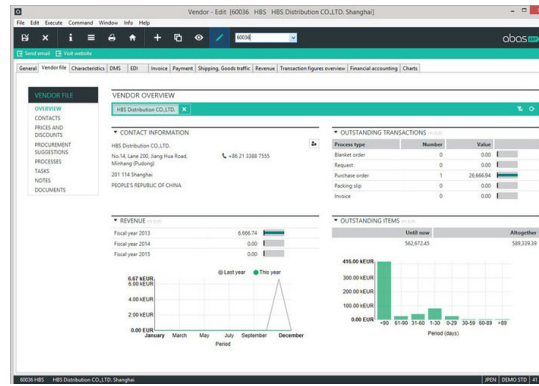 Vendor - Edit [60036 HBS HBS Distribution CO.,LTD. Shanghai]
File Edit Execute Command Window Info Help
60036
abas
Send email Visit website
General Vendor file Characteristics DMS EDI Invoice Payment Shipping, Goods traffic Revenue Transaction figures overview Financial accounting Charts
VENDOR FILE
OVERVIEW
CONTACTS
PRICES AND
DISCOUNTS
PROCUREMENT
SUGGESTIONS
PROCESSES
TASKS
NOTES
DOCUMENTS
VENDOR OVERVIEW
HBS Distribution CO.,LTD.
CONTACT INFORMATION
HBS Distribution CO.,LTD.
No.14, Lane 200, Jiang Hua Road,
Minhang (Pudong)
+86 21 3388 7555
201 114 Shanghai
PEOPLE'S REPUBLIC OF CHINA
OUTSTANDING TRANSACTIONS
Process type Number Value
Blanket order 0 0.00
Request 0 0.00
Purchase order 1 26,666.84
Packing slip 0 0.00
Invoice 0 0.00
REVENUE
Fiscal year 2013 6,666.74
Fiscal year 2014 0.00
Fiscal year 2015 0.00
Last year This year
6.67 kEUR
6.00 kEUR
4.00 kEUR
2.00 kEUR
0.00 EUR
January March May July September December
Period
OUTSTANDING ITEMS
Until now Altogether
562,672.45 589,339.39
415.00 kEUR
300.00 kEUR
200.00 kEUR
100.00 kEUR
0.00 EUR
<90 61-90 31-60 1-30 0-29 30-59 60-89 >89
Period (days)
60036 HBS HBS Distribution CO.,LTD. Shanghai
JPEN DEMO STD 41